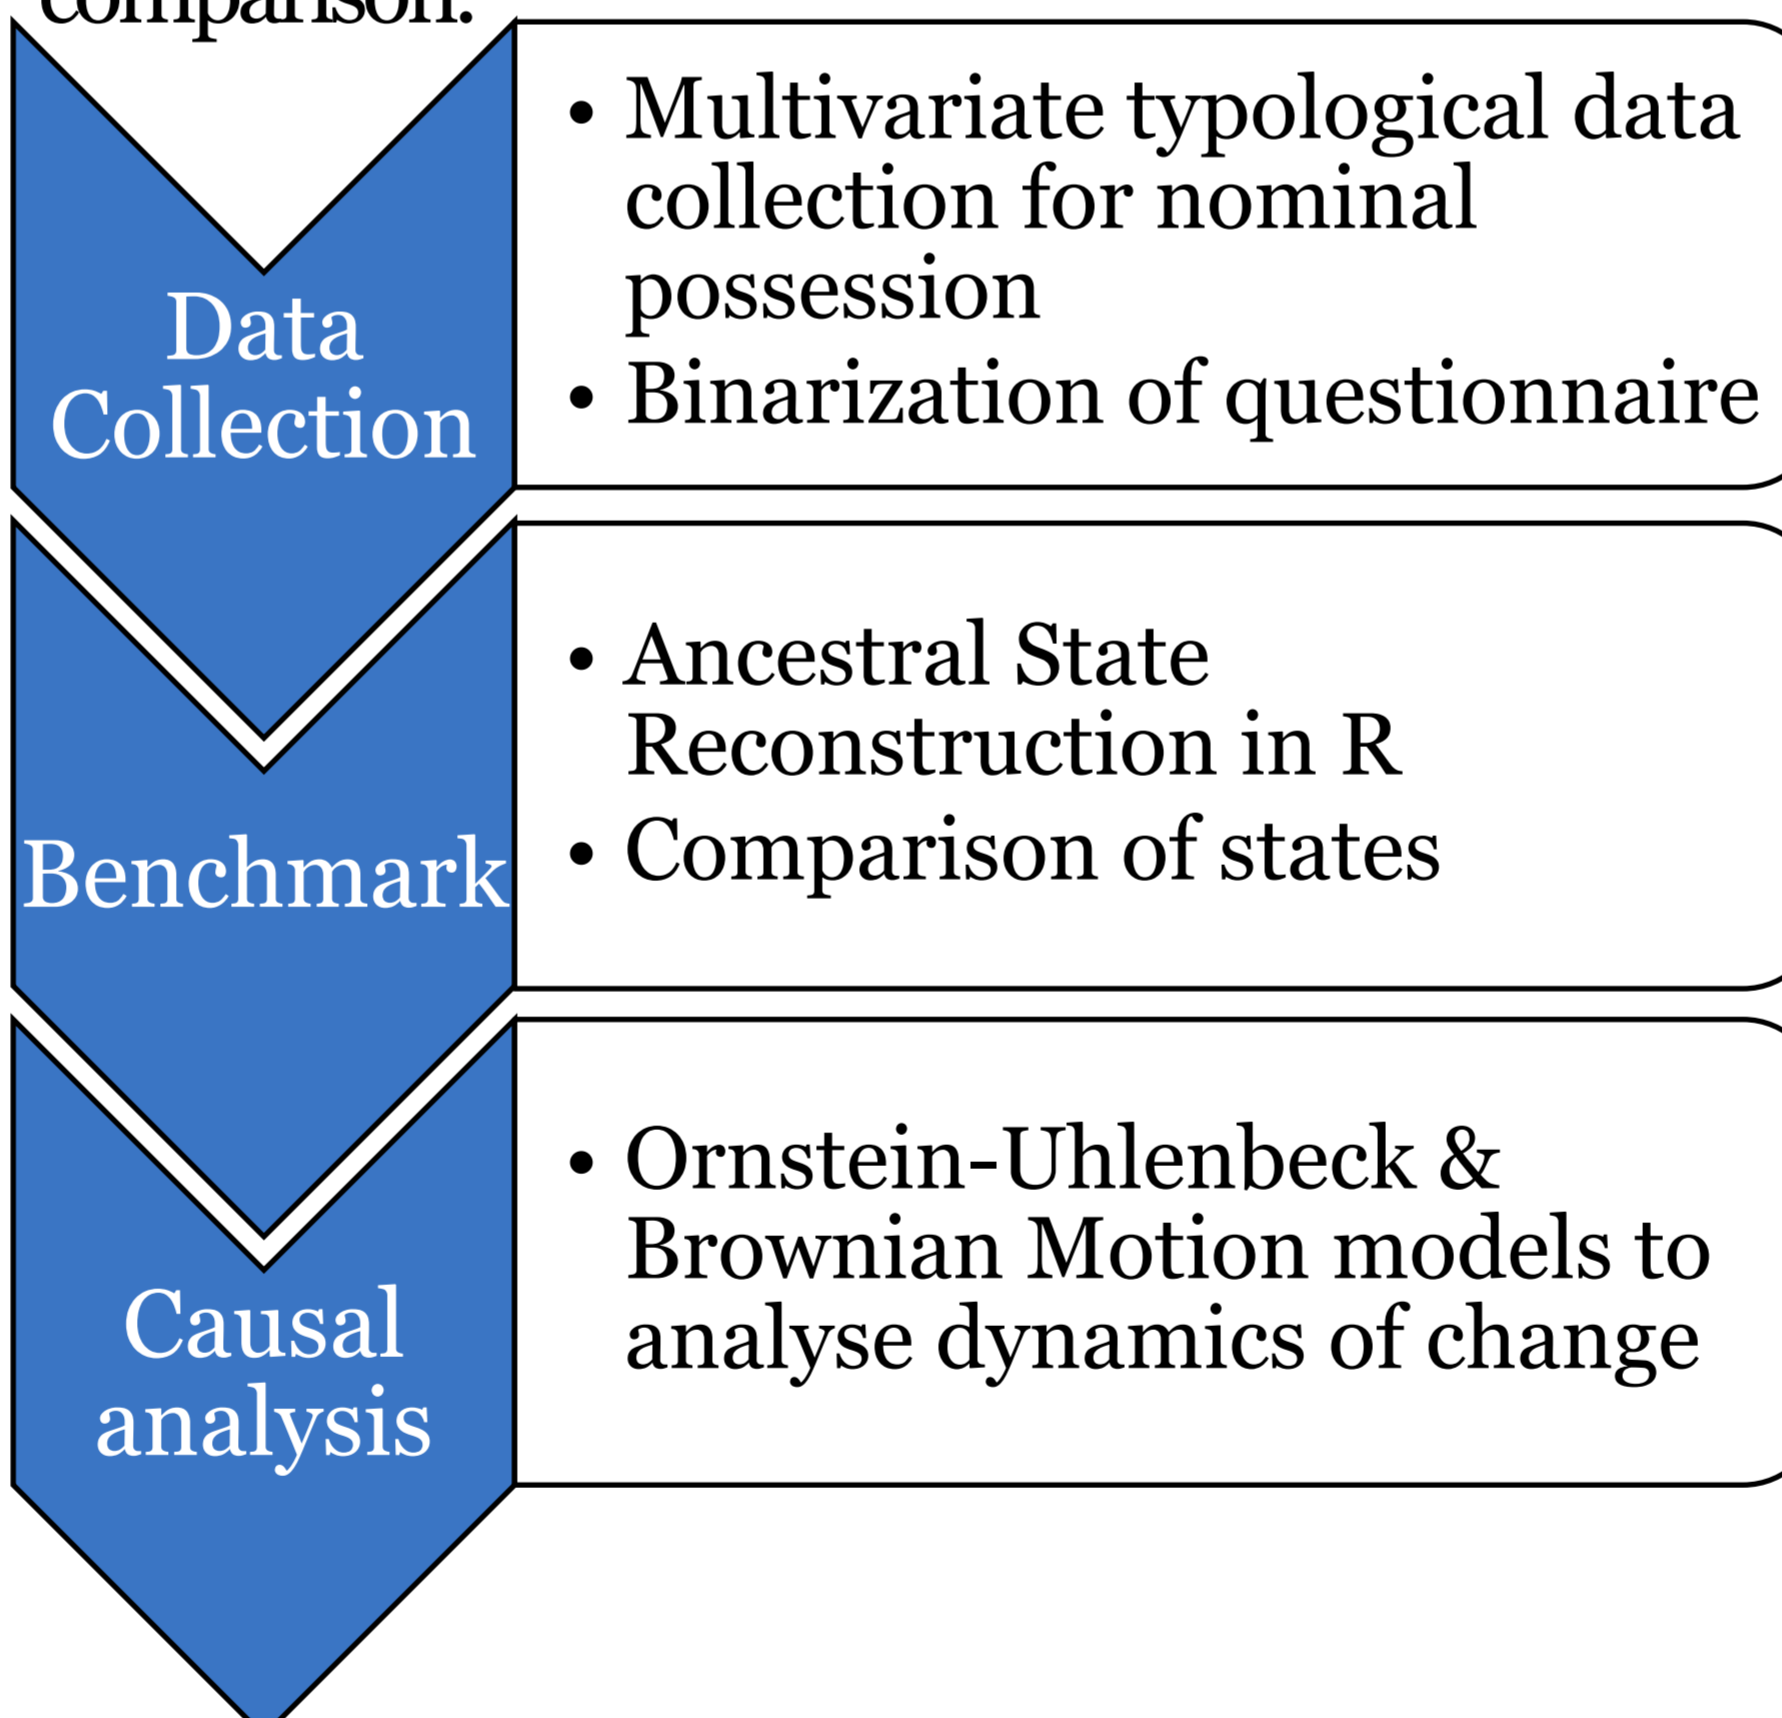 comparison.
Data
Collection
• Multivariate typological data
collection for nominal
possession
• Binarization of questionnaire
Benchmark
• Ancestral State
Reconstruction in R
• Comparison of states
Causal
analysis
• Ornstein-Uhlenbeck &
Brownian Motion models to
analyse dynamics of change